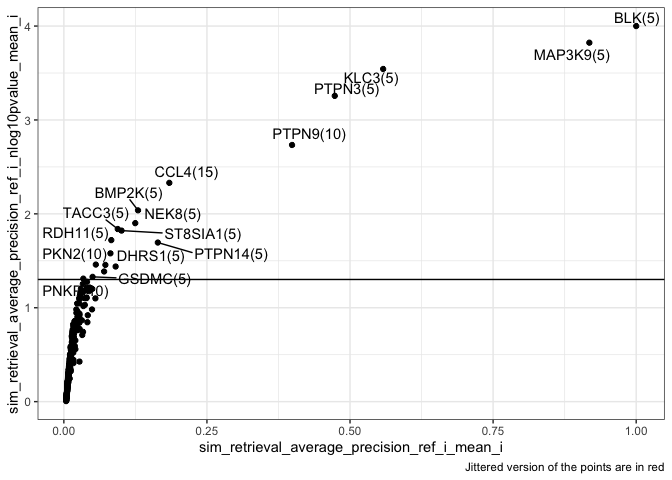 BLK(5)
MAP3K9(5)
KLC3(5)
PTPN3(5)
PTPN9(10)
CCL4(15)
BMP2K(5)
TACC3(5)
NEK8(5)
RDH11(5)
ST8SIA1(5)
PKN2(10)
DHRS1(5)
PTPN14(5)
GSDMC(5)
4
3
2
1
0
sim_retrieval_average_precision_ref_i_nlog10pvalue_mean_i
0.00
0.25
0.50
0.75
1.00
sim_retrieval_average_precision_ref_i_mean_i
Jittered version of the points are in red